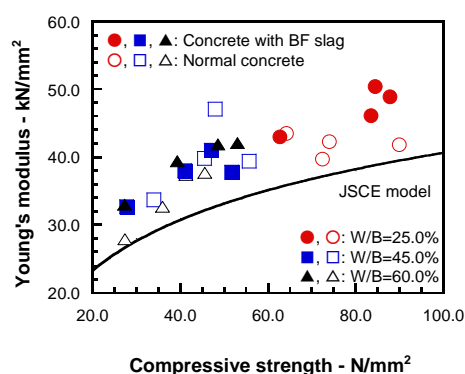 60.0
50.0
40.0
30.0
20.0
Young's modulus - kN/mm²
●, ■, ▲: Concrete with BF slag
○, □, △: Normal concrete
JSCE model
●, ○: W/B=25.0%
■, □: W/B=45.0%
▲, △: W/B=60.0%
20.0 40.0 60.0 80.0 100.0
Compressive strength - N/mm²